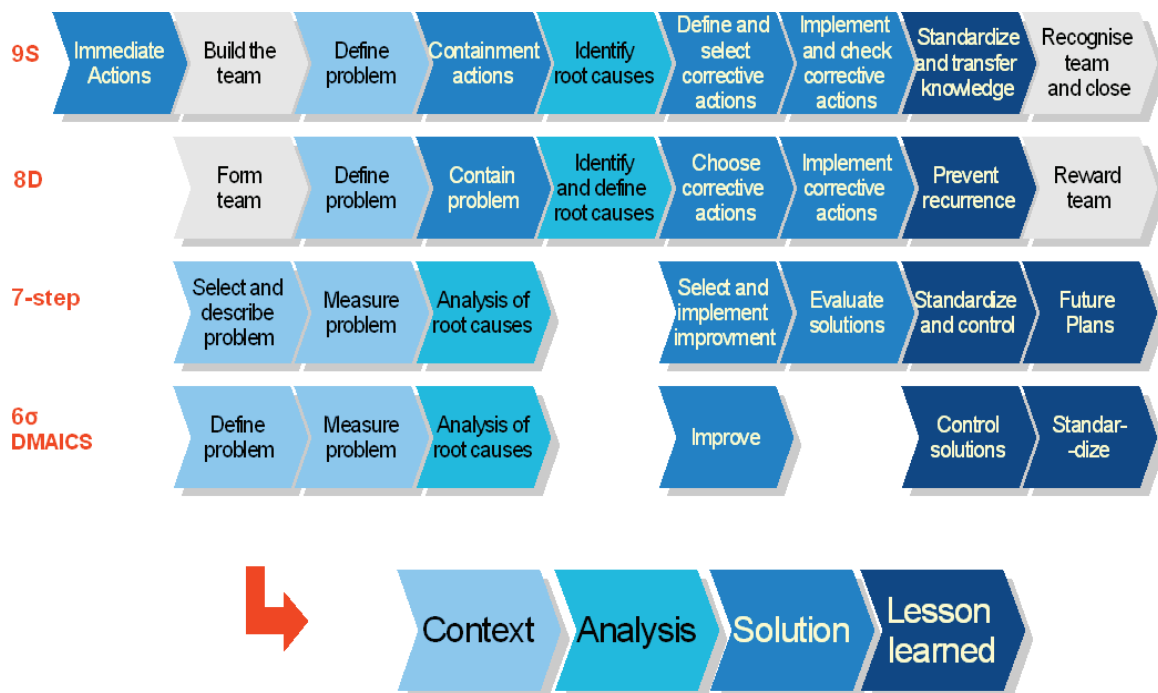 9S
Immediate
Actions
Build the
team
Define
problem
Containment
actions
Identify
root causes
Define and
select
corrective
actions
Implement
and check
corrective
actions
Standardize
and transfer
knowledge
Recognise
team
and close
8D
Form
team
Define
problem
Contain
problem
Identify
and define
root causes
Choose
corrective
actions
Implement
corrective
actions
Prevent
recurrence
Reward
team
7-step
Select and
describe
problem
Measure
problem
Analysis of
root causes
Select and
implement
improvment
Evaluate
solutions
Standardize
and control
Future
Plans
6σ
DMAICS
Define
problem
Measure
problem
Analysis of
root causes
Improve
Control
solutions
Standar-
-dize
Context
Analysis
Solution
Lesson
learned